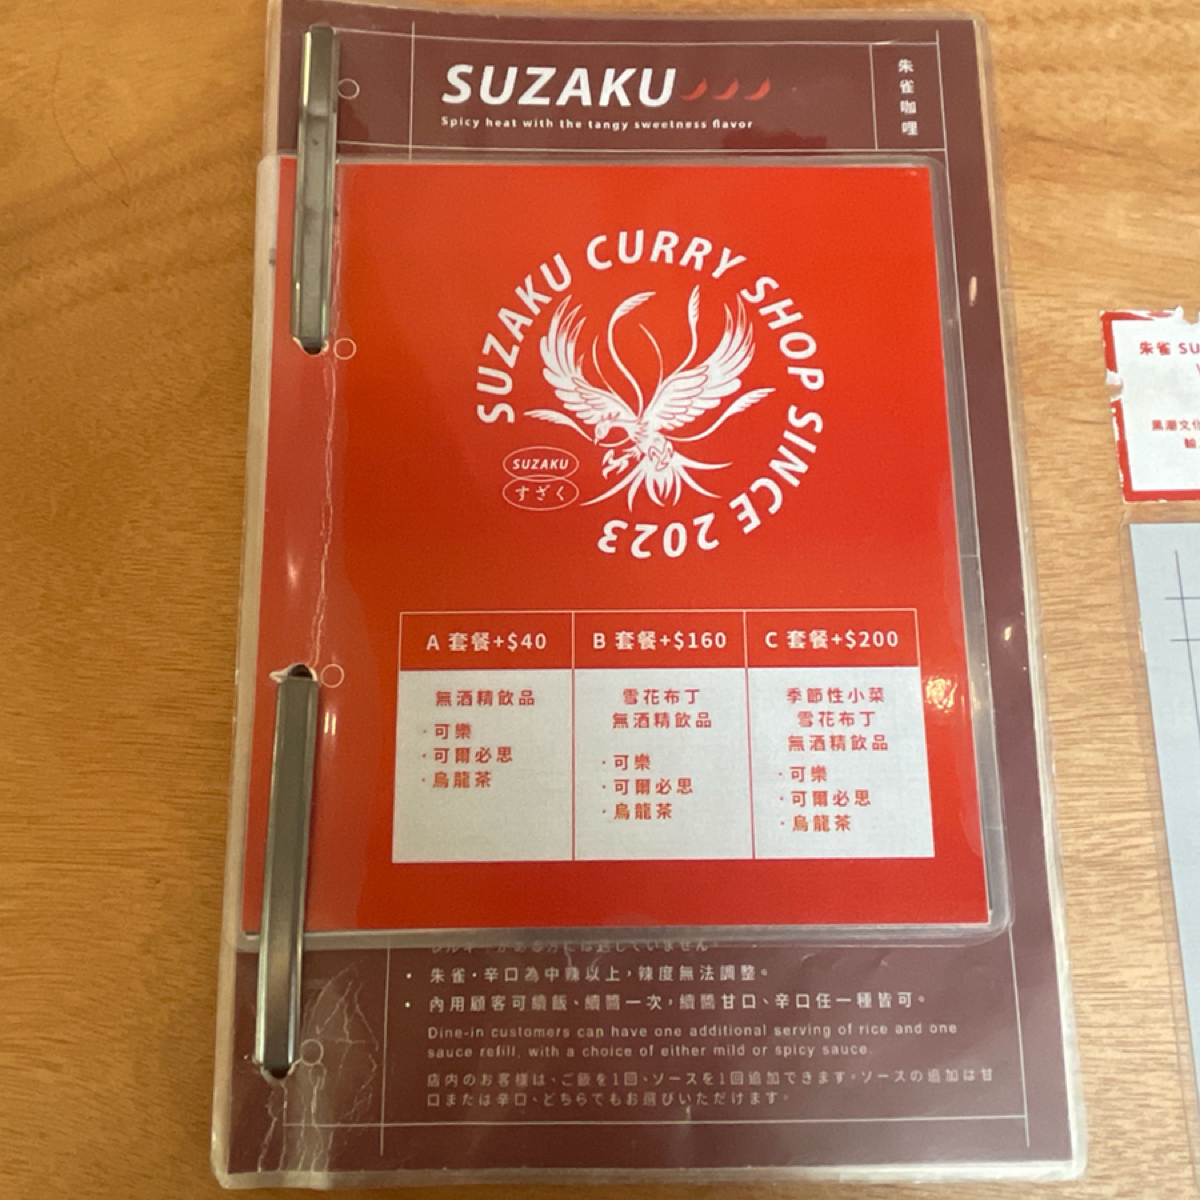 SUZAKU
Spicy heat with the tangy sweetness flavor
朱雀咖哩
SUZAKU CURRY SHOP SINCE 2023
SUZAKU
すざく
A 套餐+$40
無酒精飲品
・可樂
・可爾必思
・烏龍茶
B 套餐+$160
雪花布丁
無酒精飲品
・可樂
・可爾必思
・烏龍茶
C 套餐+$200
季節性小菜
雪花布丁
無酒精飲品
・可樂
・可爾必思
・烏龍茶
• 朱雀・辛口為中辣以上,辣度無法調整。
• 內用顧客可續飯、續醬一次,續醬甘口、辛口任一種皆可。
Dine-in customers can have one additional serving of rice and one
sauce refill, with a choice of either mild or spicy sauce.
店内のお客様は、ご飯を1回、ソースを1回追加できます。ソースの追加は甘
口または辛口、どちらでもお選びいただけます。
朱雀 SU
黑潮文化